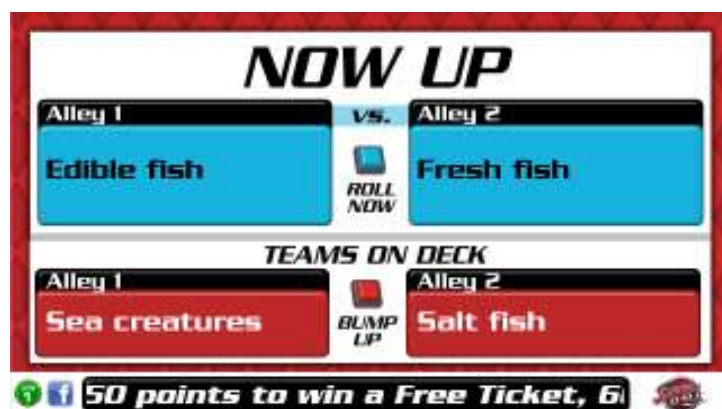 NOW UP
Alley 1
vs.
Alley 2
Edible fish
ROLL
NOW
Fresh fish
TEAMS ON DECK
Alley 1
Alley 2
Sea creatures
BUMP
UP
Salt fish
50 points to win a Free Ticket, 6